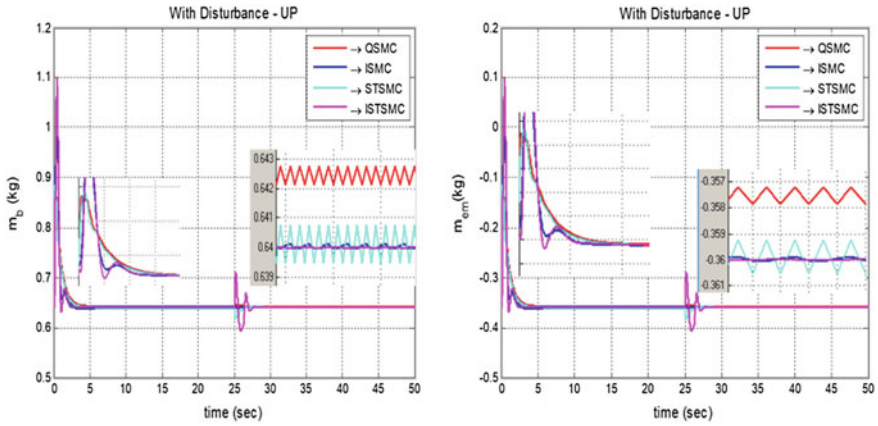 With Disturbance - UP
→ QSMC
→ ISMC
→ STSMC
→ ISTSMC
1.2
1.1
1
0.9
0.8
0.7
0.6
0.5
m_b (kg)
0.643
0.642
0.641
0.64
0.639
0 5 10 15 20 25 30 35 40 45 50
time (sec)
With Disturbance - UP
→ QSMC
→ ISMC
→ STSMC
→ ISTSMC
0.2
0.1
0
-0.1
-0.2
-0.3
-0.4
-0.5
m_em(kg)
-0.357
-0.358
-0.359
-0.36
-0.361
0 5 10 15 20 25 30 35 40 45 50
time (sec)